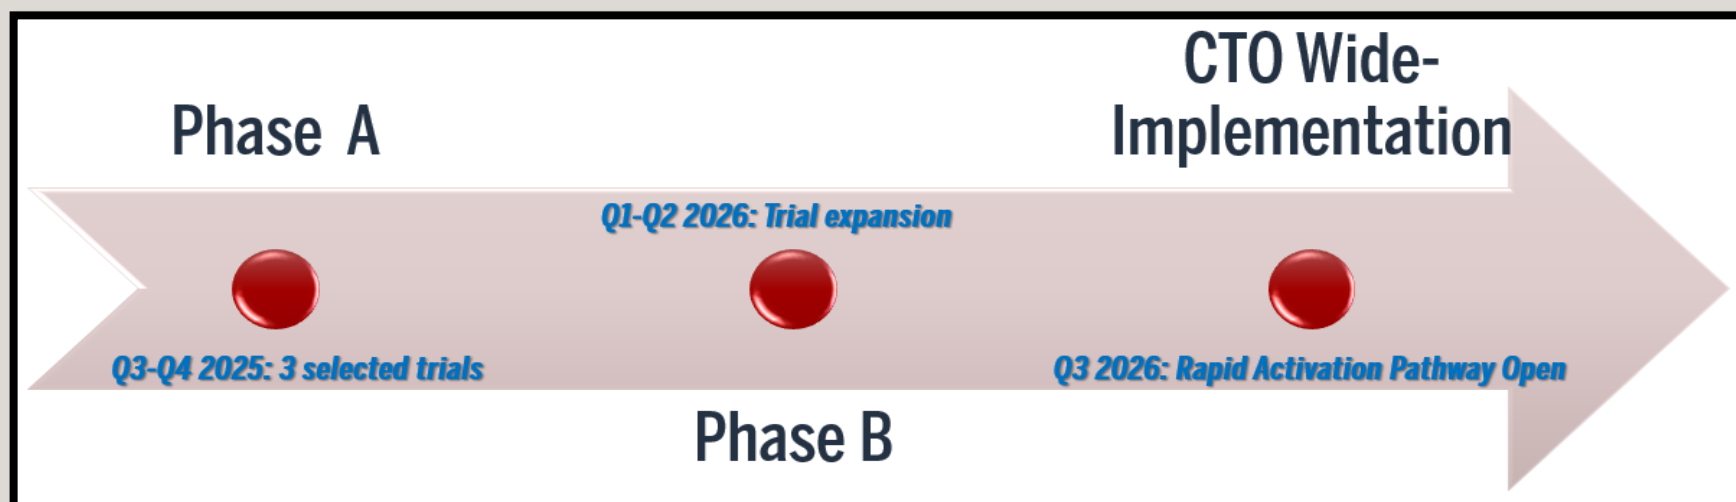 Phase A
Q3-Q4 2025: 3 selected trials
Q1-Q2 2026: Trial expansion
Phase B
CTO Wide-
Implementation
Q3 2026: Rapid Activation Pathway Open